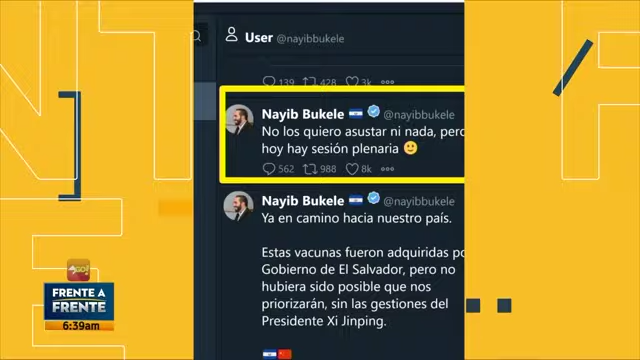 User @nayibbukele
139 428 3k
Nayib Bukele @nayibbukele
No los quiero asustar ni nada, pero
hoy hay sesión plenaria 🙂
562 988 8k
Nayib Bukele @nayibbukele
Ya en camino hacia nuestro país.
Estas vacunas fueron adquiridas po
Gobierno de El Salvador, pero no
hubiera sido posible que nos
priorizarán, sin las gestiones del
Presidente Xi Jinping.
🇸🇻🇨🇳
GO!
FRENTE A
FRENTE
6:39am